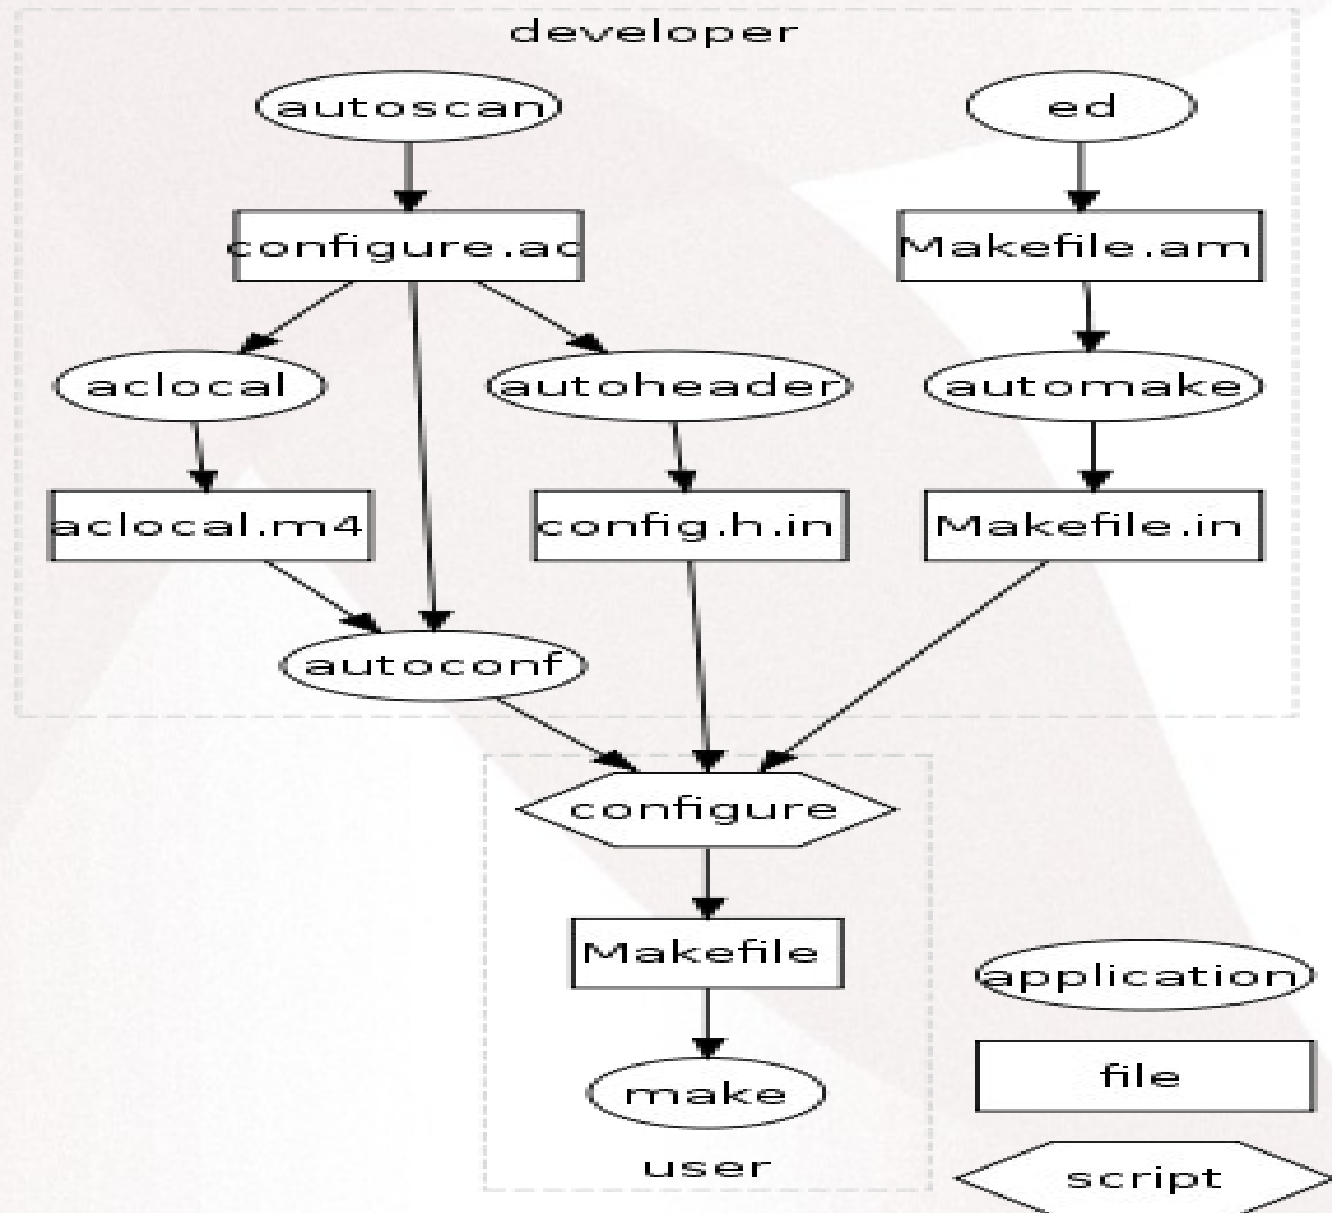 developer
autoscan
ed
configure.ac
Makefile.am
aclocal
autoheader
automake
aclocal.m4
config.h.in
Makefile.in
autoconf
configure
Makefile
application
file
make
user
script